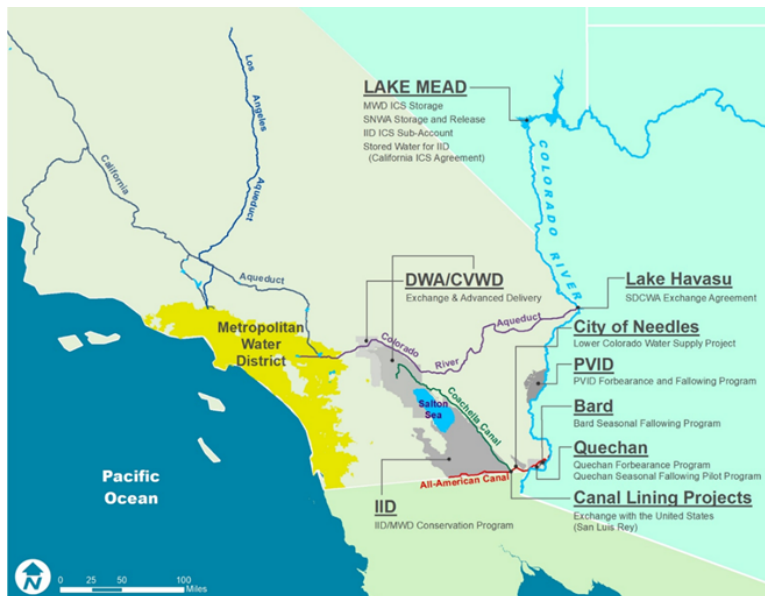 Los
Angeles
Aqueduct
California
Aqueduct
LAKE MEAD
MWD ICS Storage
SNWA Storage and Release
IID ICS Sub-Account
Stored Water for IID
(California ICS Agreement)
COLORADO RIVER
DWA/CVWD
Exchange & Advanced Delivery
Lake Havasu
SDCWA Exchange Agreement
Metropolitan
Water
District
Colorado
River
Aqueduct
City of Needles
Lower Colorado Water Supply Project
PVID
PVID Forbearance and Fallowing Program
Coachella Canal
Salton
Sea
Bard
Bard Seasonal Fallowing Program
Quechan
Quechan Forbearance Program
Quechan Seasonal Fallowing Pilot Program
All-American Canal
Pacific
Ocean
IID
IID/MWD Conservation Program
Canal Lining Projects
Exchange with the United States
(San Luis Rey)
N
0 25 50 100
Miles